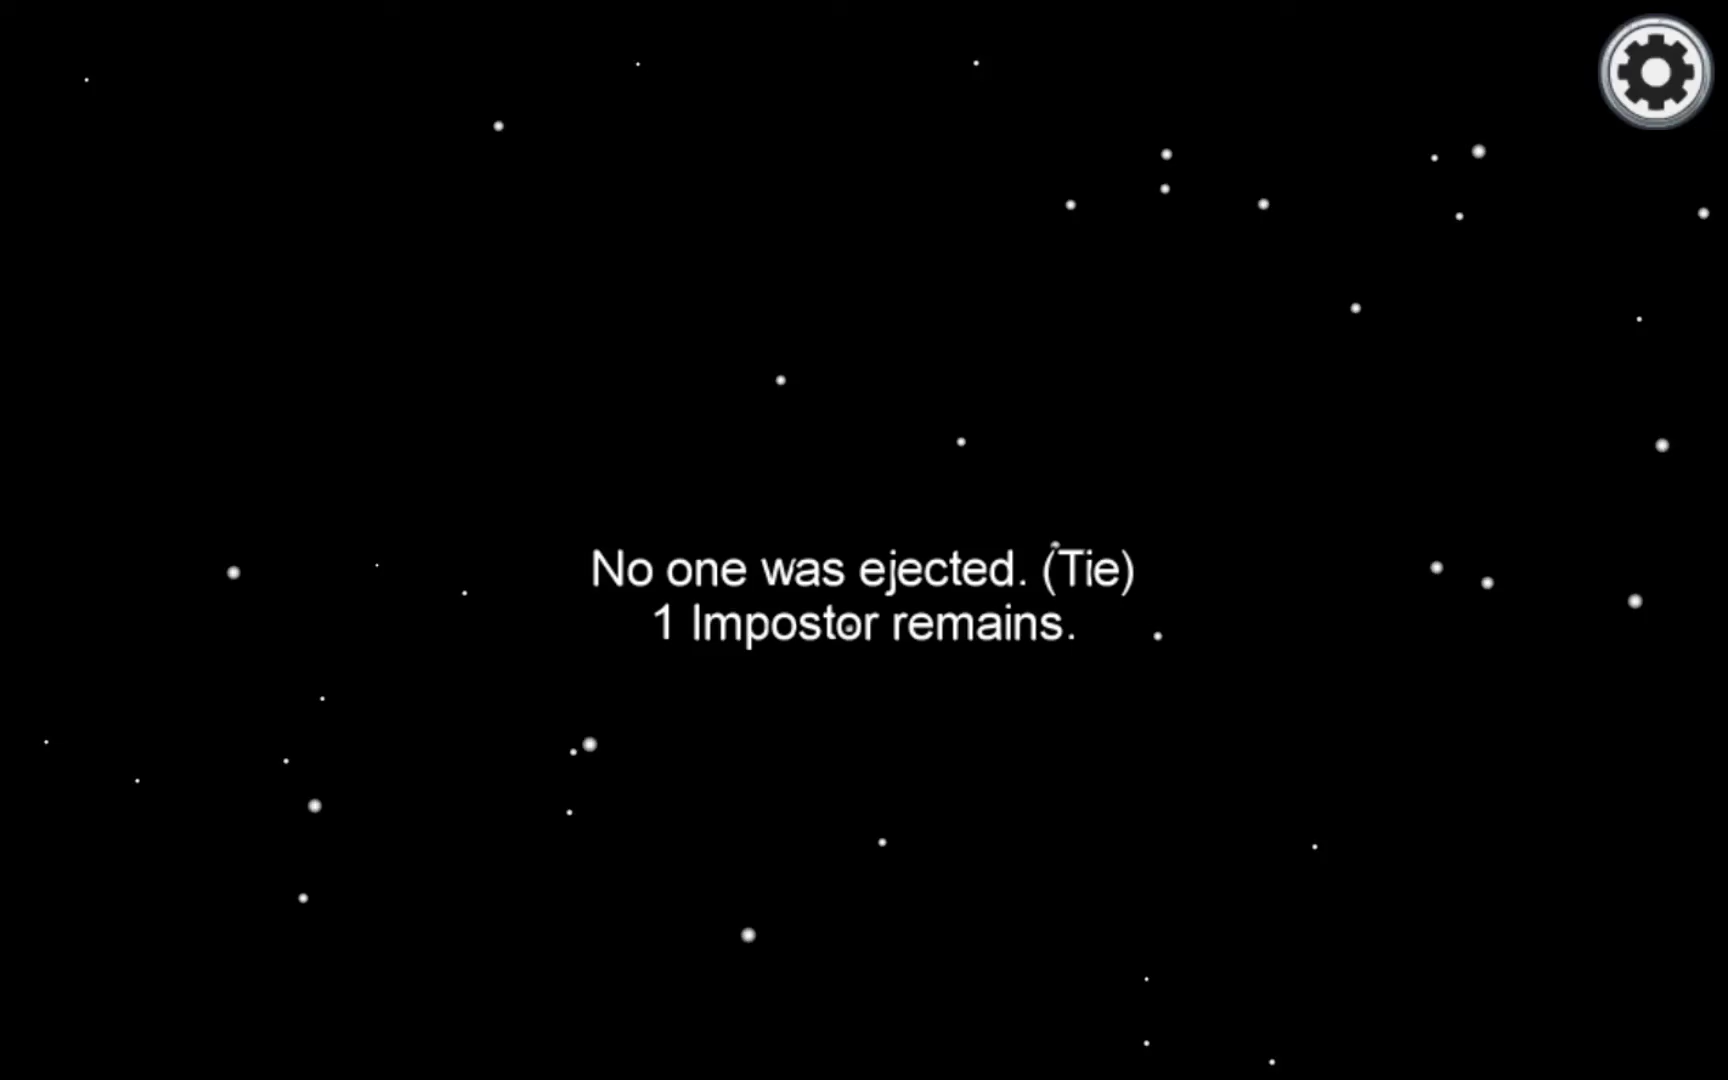 No one was ejected. (Tie)
1 Impostor remains.